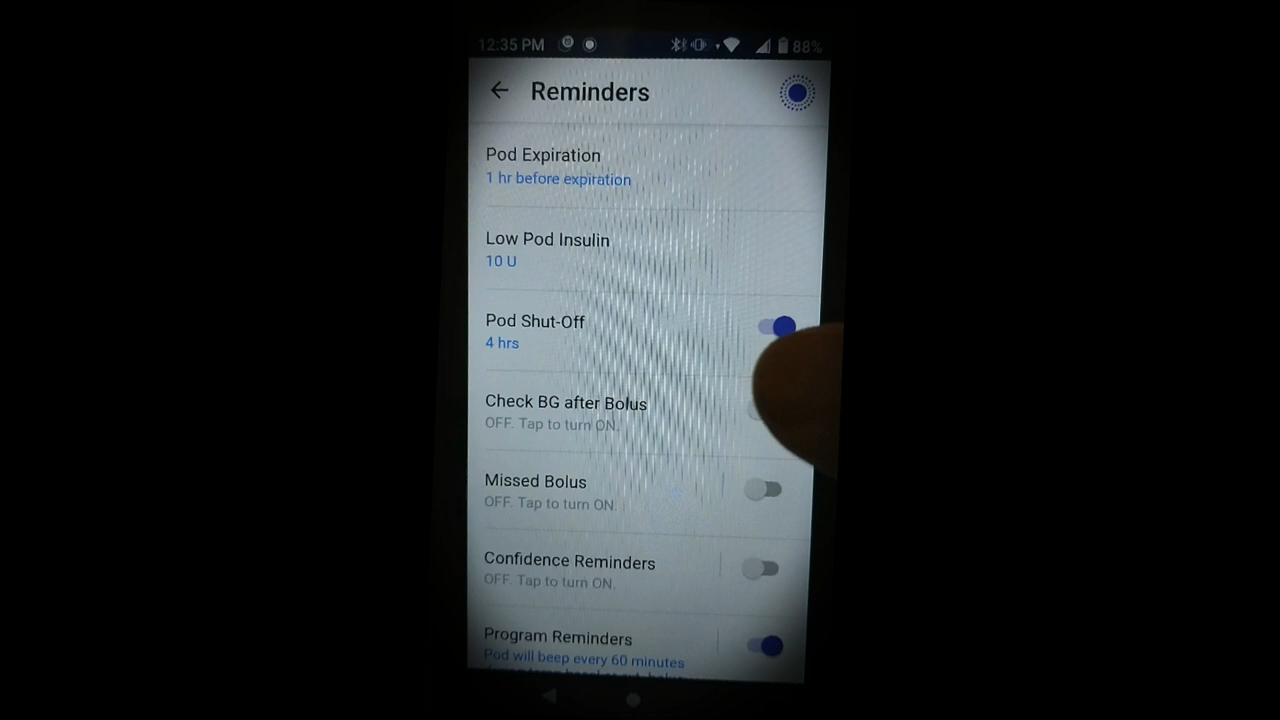 12:35 PM
88%
Reminders
Pod Expiration
1 hr before expiration
Low Pod Insulin
10 U
Pod Shut-Off
4 hrs
Check BG after Bolus
OFF. Tap to turn ON.
Missed Bolus
OFF. Tap to turn ON.
Confidence Reminders
OFF. Tap to turn ON.
Program Reminders
Pod will beep every 60 minutes